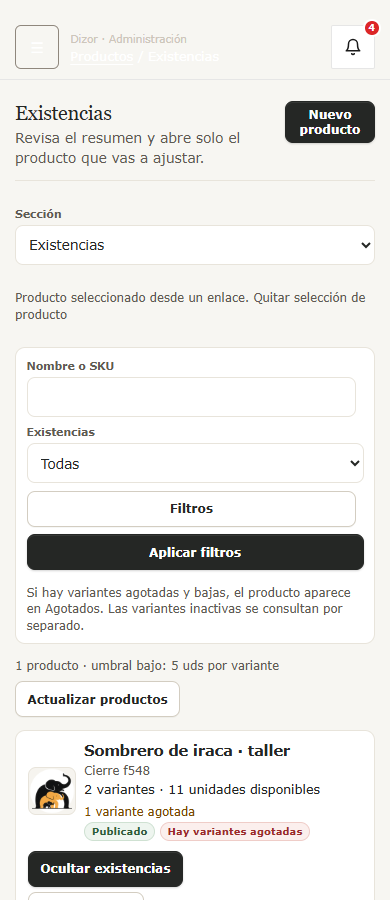 Dizor · Administración
Productos / Existencias
4
Existencias
Revisa el resumen y abre solo el
producto que vas a ajustar.
Nuevo
producto
Sección
Existencias
Producto seleccionado desde un enlace. Quitar selección de
producto
Nombre o SKU
Existencias
Todas
Filtros
Aplicar filtros
Si hay variantes agotadas y bajas, el producto aparece
en Agotados. Las variantes inactivas se consultan por
separado.
1 producto · umbral bajo: 5 uds por variante
Actualizar productos
Sombrero de iraca · taller
Cierre f548
2 variantes · 11 unidades disponibles
1 variante agotada
Publicado
Hay variantes agotadas
Ocultar existencias